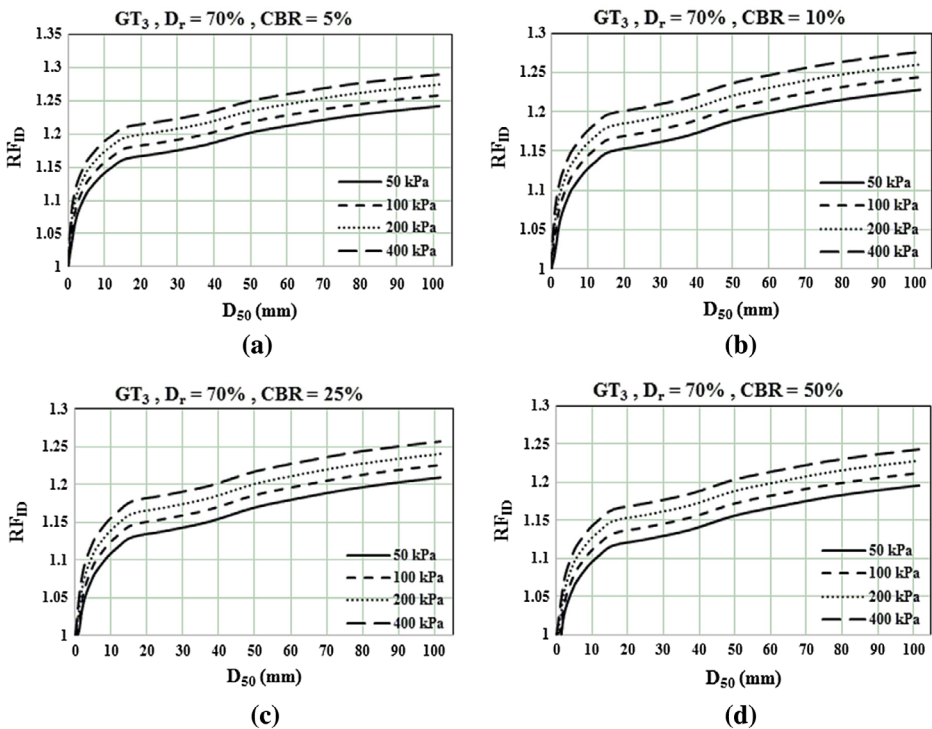 GT3 , Dr = 70% , CBR = 5%
1.35
1.3
1.25
1.2
1.15
1.1
1.05
1
RFID
50 kPa
100 kPa
200 kPa
400 kPa
0 10 20 30 40 50 60 70 80 90 100
D50 (mm)
(a)
GT3 , Dr = 70% , CBR = 10%
1.3
1.25
1.2
1.15
1.1
1.05
1
RFID
50 kPa
100 kPa
200 kPa
400 kPa
0 10 20 30 40 50 60 70 80 90 100
D50 (mm)
(b)
GT3 , Dr = 70% , CBR = 25%
1.3
1.25
1.2
1.15
1.1
1.05
1
RFID
50 kPa
100 kPa
200 kPa
400 kPa
0 10 20 30 40 50 60 70 80 90 100
D50 (mm)
(c)
GT3 , Dr = 70% , CBR = 50%
1.3
1.25
1.2
1.15
1.1
1.05
1
RFID
50 kPa
100 kPa
200 kPa
400 kPa
0 10 20 30 40 50 60 70 80 90 100
D50 (mm)
(d)